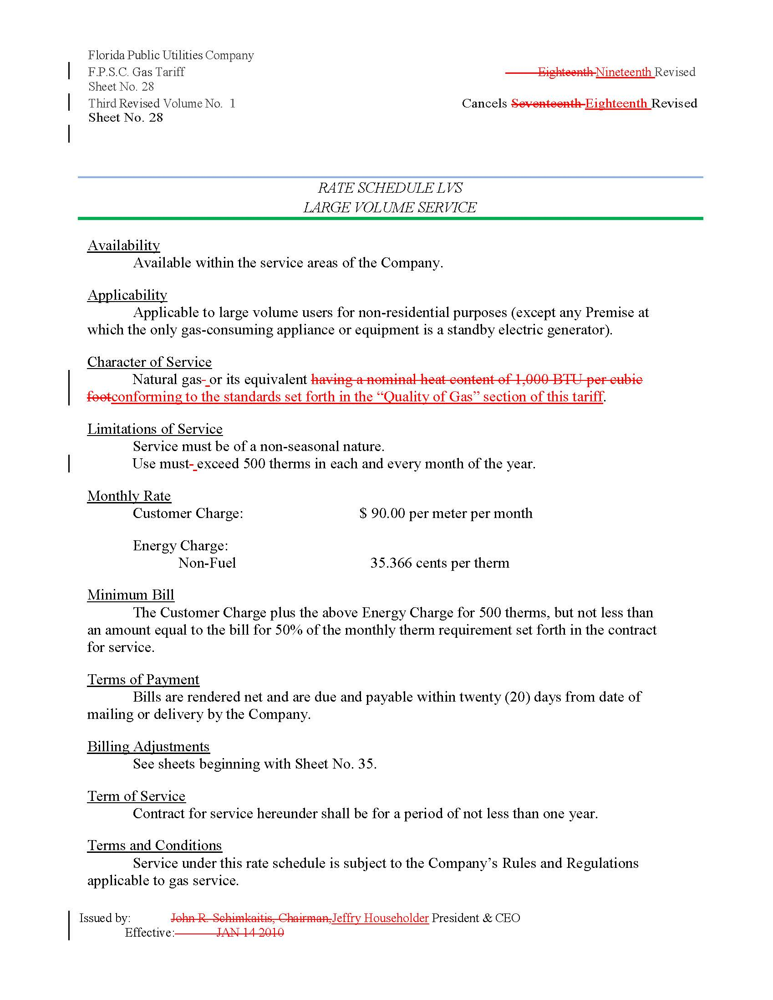 Florida Public Utilities Company
F.P.S.C. Gas Tariff Eighteenth Nineteenth Revised
Sheet No. 28
Third Revised Volume No. 1 Cancels Seventeenth Eighteenth Revised
Sheet No. 28
RATE SCHEDULE LVS
LARGE VOLUME SERVICE
Availability
Available within the service areas of the Company.
Applicability
Applicable to large volume users for non-residential purposes (except any Premise at
which the only gas-consuming appliance or equipment is a standby electric generator).
Character of Service
Natural gas- or its equivalent having a nominal heat content of 1,000 BTU per cubic
footconforming to the standards set forth in the “Quality of Gas” section of this tariff.
Limitations of Service
Service must be of a non-seasonal nature.
Use must- exceed 500 therms in each and every month of the year.
Monthly Rate
Customer Charge: $ 90.00 per meter per month
Energy Charge:
Non-Fuel 35.366 cents per therm
Minimum Bill
The Customer Charge plus the above Energy Charge for 500 therms, but not less than
an amount equal to the bill for 50% of the monthly therm requirement set forth in the contract
for service.
Terms of Payment
Bills are rendered net and are due and payable within twenty (20) days from date of
mailing or delivery by the Company.
Billing Adjustments
See sheets beginning with Sheet No. 35.
Term of Service
Contract for service hereunder shall be for a period of not less than one year.
Terms and Conditions
Service under this rate schedule is subject to the Company’s Rules and Regulations
applicable to gas service.
Issued by: John R. Schimkaitis, Chairman,Jeffry Householder President & CEO
Effective: JAN 14 2010